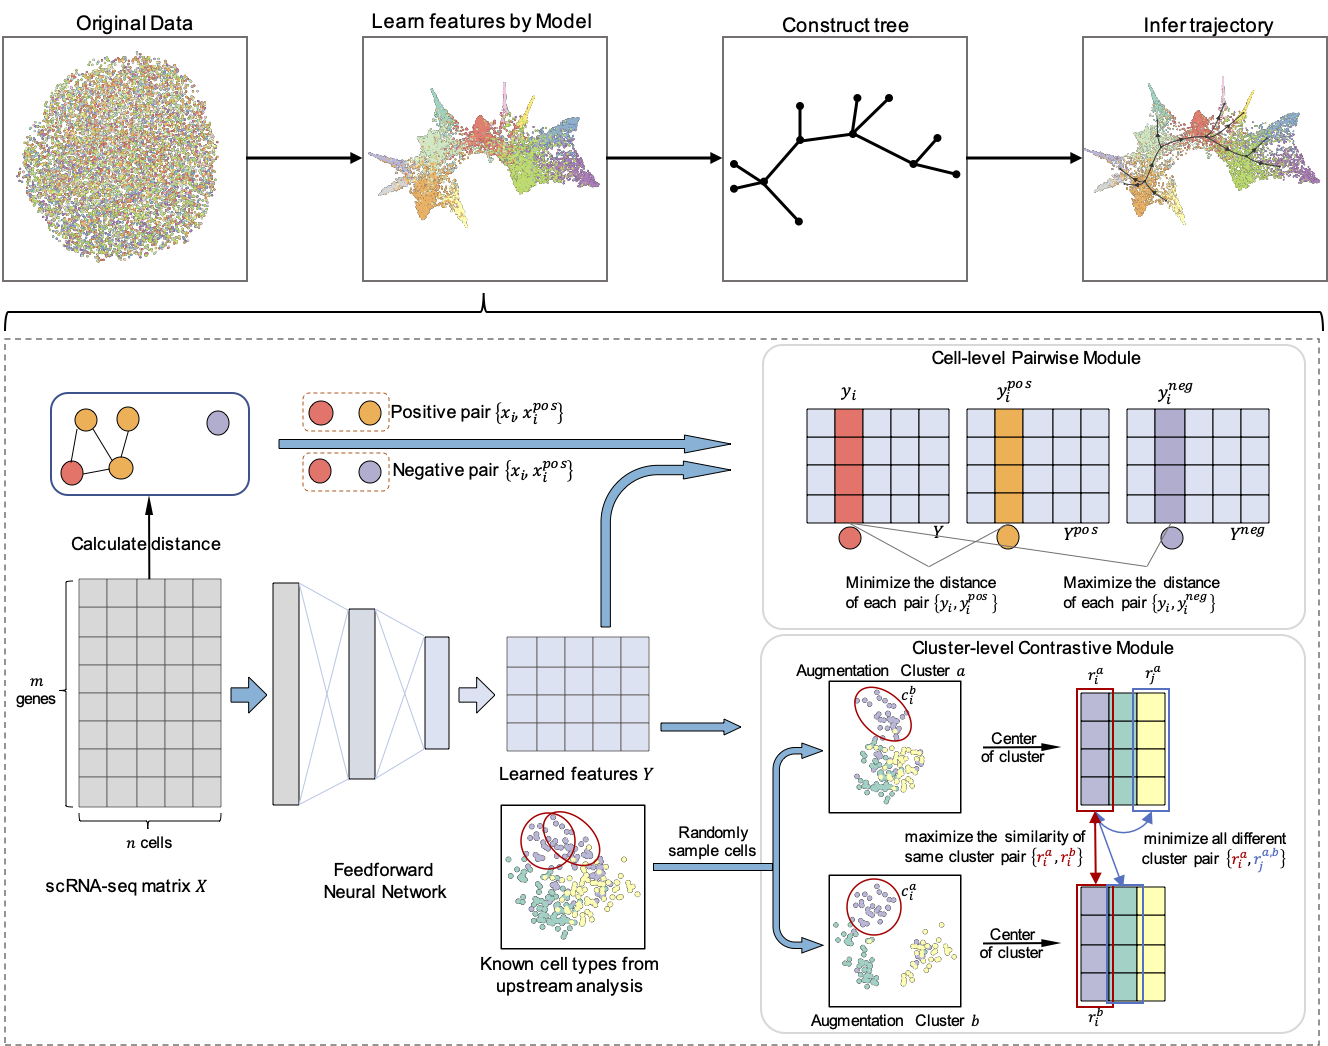 Original Data
Learn features by Model
Construct tree
Infer trajectory
Cell-level Pairwise Module
Positive pair {x_i, x_i^pos}
Negative pair {x_i, x_i^pos}
y_i
y_i^pos
y_i^neg
Y
Y^pos
Y^neg
Minimize the distance
of each pair {y_i, y_i^pos}
Maximize the distance
of each pair {y_i, y_i^neg}
Calculate distance
m
genes
n cells
scRNA-seq matrix X
Feedforward
Neural Network
Learned features Y
Known cell types from
upstream analysis
Randomly
sample cells
Cluster-level Contrastive Module
Augmentation Cluster a
c_i^b
Center
of cluster
r_i^a
r_j^a
maximize the similarity of
same cluster pair {r_i^a, r_i^b}
minimize all different
cluster pair {r_i^a, r_j^a,b}
c_i^a
Center
of cluster
r_i^b
Augmentation Cluster b